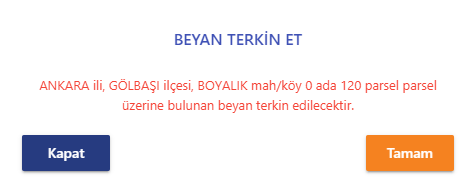 BEYAN TERKİN ET
ANKARA ili, GÖLBAŞI ilçesi, BOYALIK mah/köy 0 ada 120 parsel parsel
üzerine bulunan beyan terkin edilecektir.
Kapat
Tamam